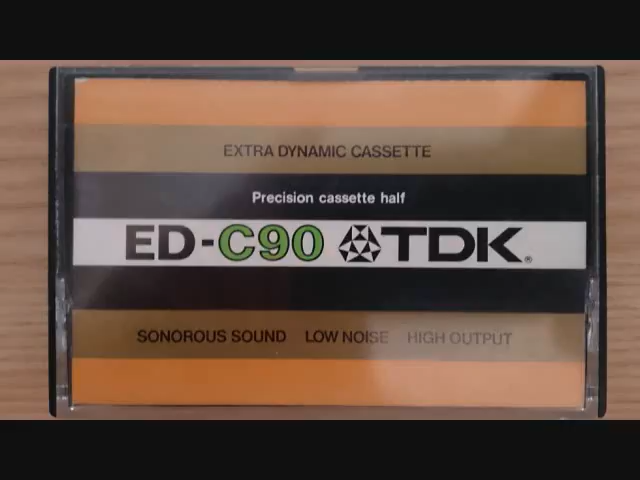 EXTRA DYNAMIC CASSETTE
Precision cassette half
ED-C90 TDK®
SONOROUS SOUND LOW NOISE HIGH OUTPUT